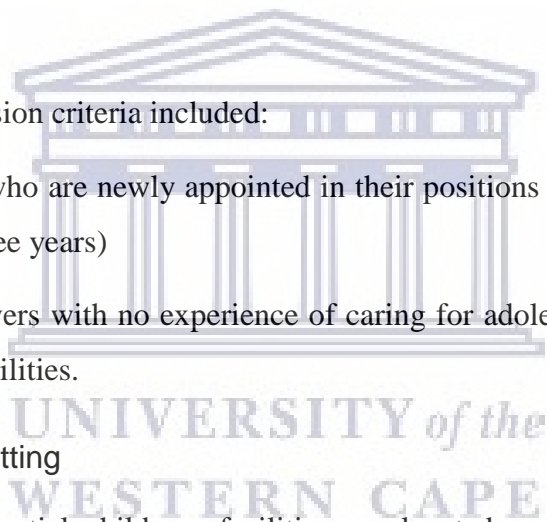 sion criteria included:
who are newly appointed in their positions
ee years)
ers with no experience of caring for adole
ilities.
UNIVERSITY of the
tting
WESTERN CAPE